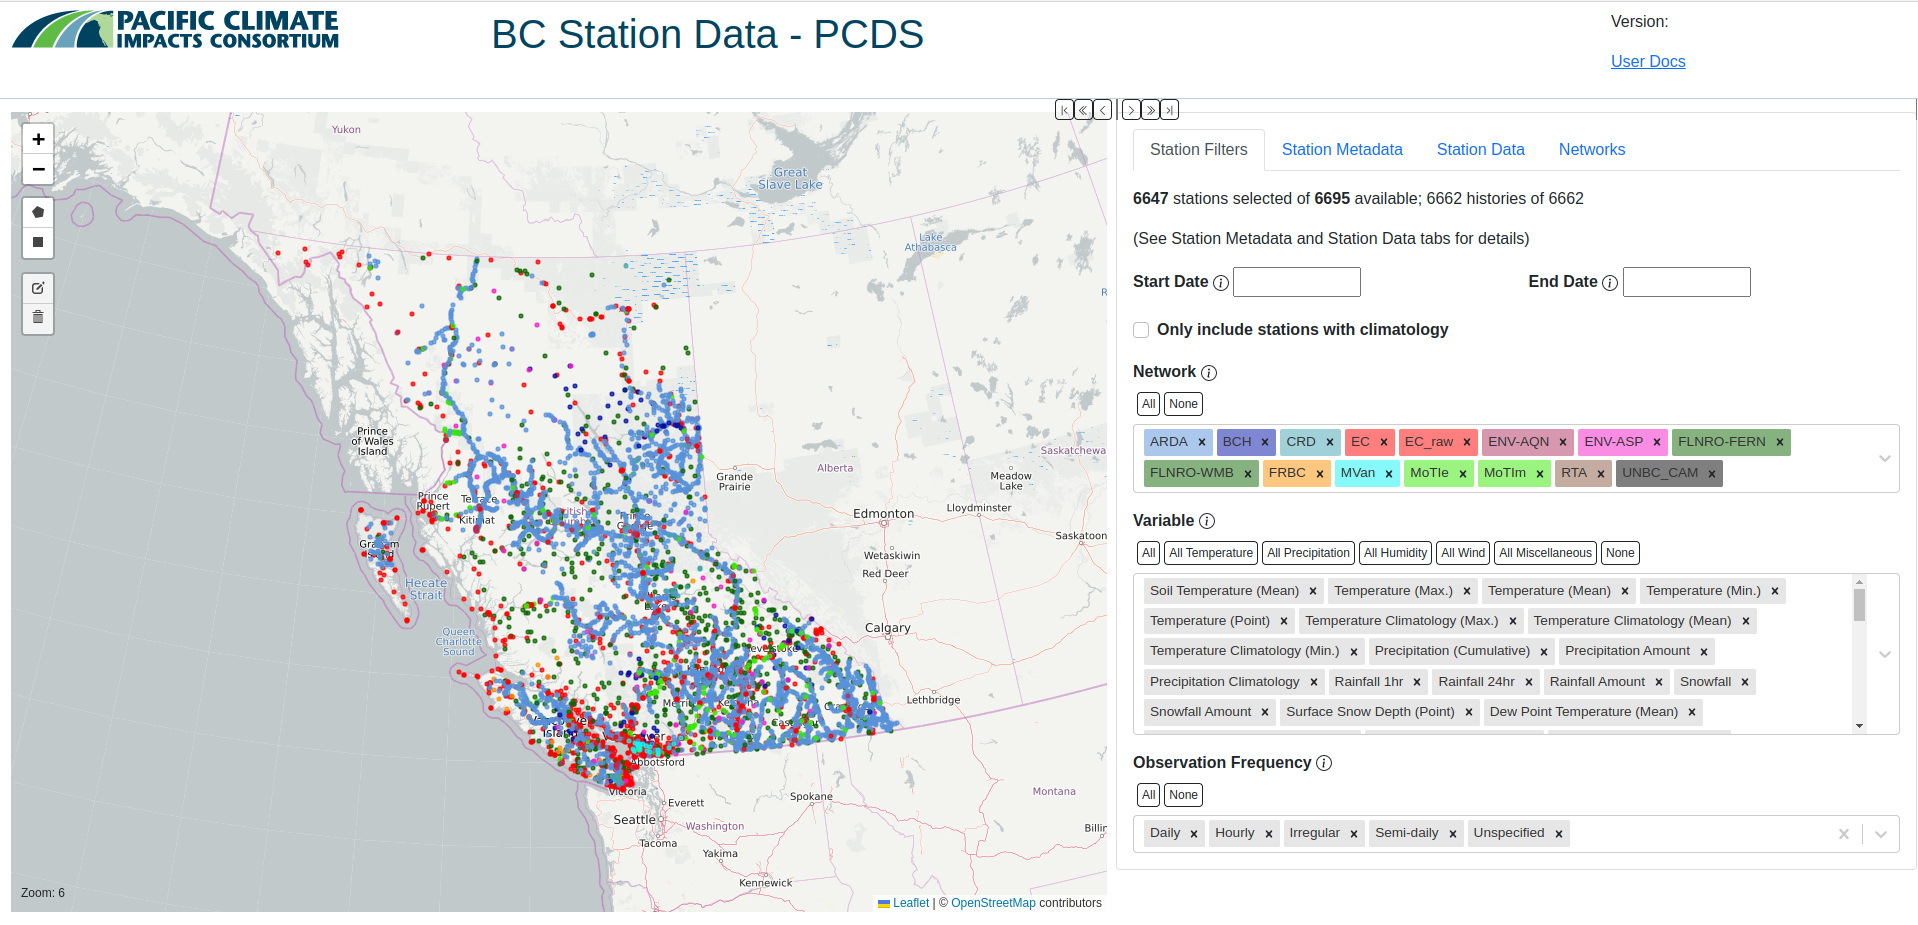 PACIFIC CLIMATE
IMPACTS CONSORTIUM
BC Station Data - PCDS
Version:
User Docs
+
−
Yukon
Great
Slave Lake
Lake
Athabasca
R
Prince
of Wales
Island
Saskatchewa
Alberta
Grande
Prairie
Meadow
Lake
Prince
Rupert
Kitimat
Lloydminster
Edmonton
Saskatoon
Wetaskiwin
Red Deer
Hecate
Strait
Queen
Charlotte
Sound
Calgary
Lethbridge
Abbotsford
Victoria
Everett
Spokane
Montana
Seattle
Washington
Billin
Tacoma
Yakima
Kennewick
Zoom: 6
Leaflet | © OpenStreetMap contributors
Station Filters
Station Metadata
Station Data
Networks
6647 stations selected of 6695 available; 6662 histories of 6662
(See Station Metadata and Station Data tabs for details)
Start Date
End Date
Only include stations with climatology
Network
All None
ARDA × BCH × CRD × EC × EC_raw × ENV-AQN × ENV-ASP × FLNRO-FERN ×
FLNRO-WMB × FRBC × MVan × MoTIe × MoTIm × RTA × UNBC_CAM ×
Variable
All All Temperature All Precipitation All Humidity All Wind All Miscellaneous None
Soil Temperature (Mean) × Temperature (Max.) × Temperature (Mean) × Temperature (Min.) ×
Temperature (Point) × Temperature Climatology (Max.) × Temperature Climatology (Mean) ×
Temperature Climatology (Min.) × Precipitation (Cumulative) × Precipitation Amount ×
Precipitation Climatology × Rainfall 1hr × Rainfall 24hr × Rainfall Amount × Snowfall ×
Snowfall Amount × Surface Snow Depth (Point) × Dew Point Temperature (Mean) ×
Observation Frequency
All None
Daily × Hourly × Irregular × Semi-daily × Unspecified ×